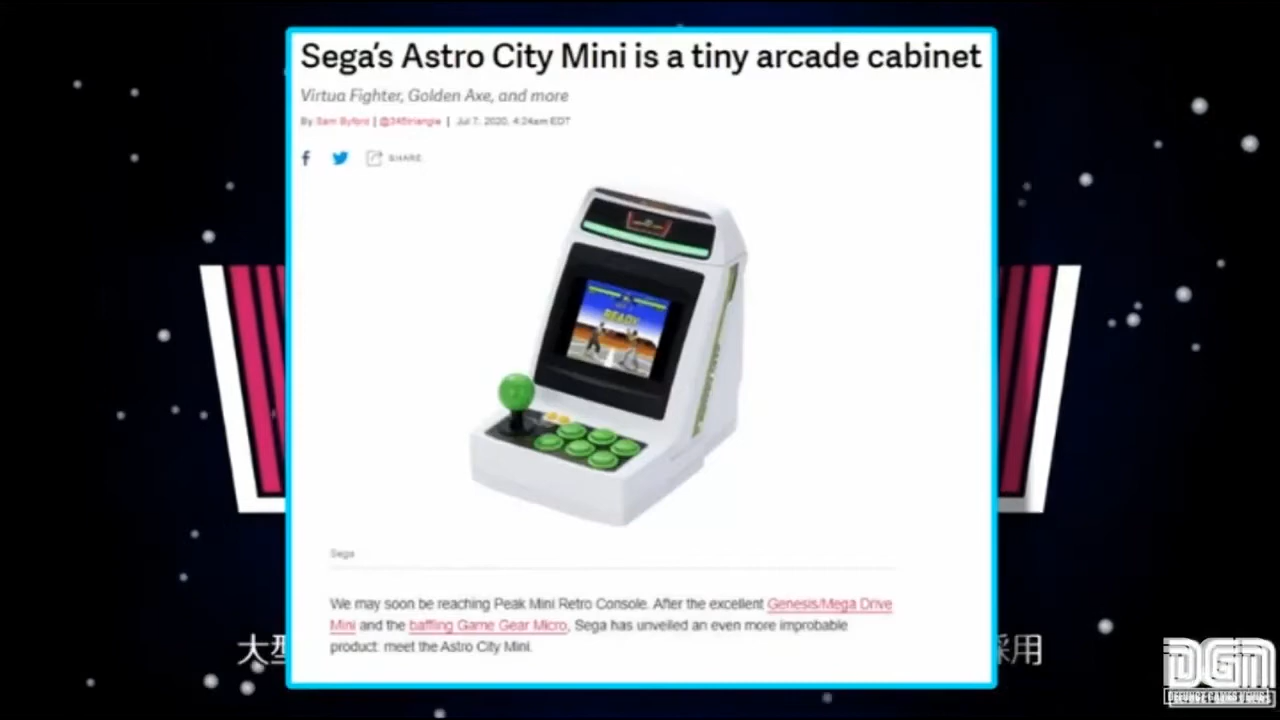 Sega's Astro City Mini is a tiny arcade cabinet
Virtua Fighter, Golden Axe, and more
By Sam Byford | @345triangle | Jul 7, 2020, 4:24am EDT
SHARE
READY
Sega
We may soon be reaching Peak Mini Retro Console. After the excellent Genesis/Mega Drive
Mini and the baffling Game Gear Micro, Sega has unveiled an even more improbable
product: meet the Astro City Mini.
大型
採用
DGN